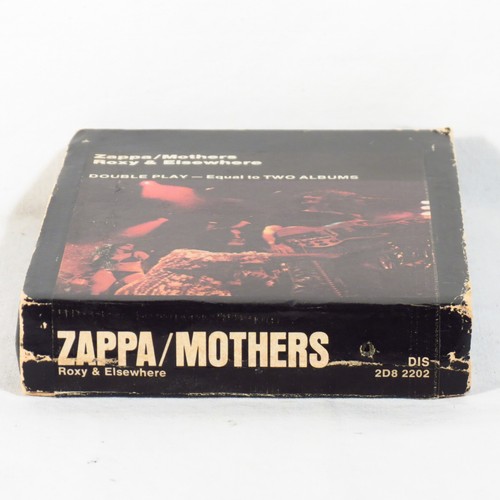 Zappa/Mothers
Roxy & Elsewhere
DOUBLE PLAY — Equal to TWO ALBUMS
ZAPPA/MOTHERS
Roxy & Elsewhere
DIS
2D8 2202